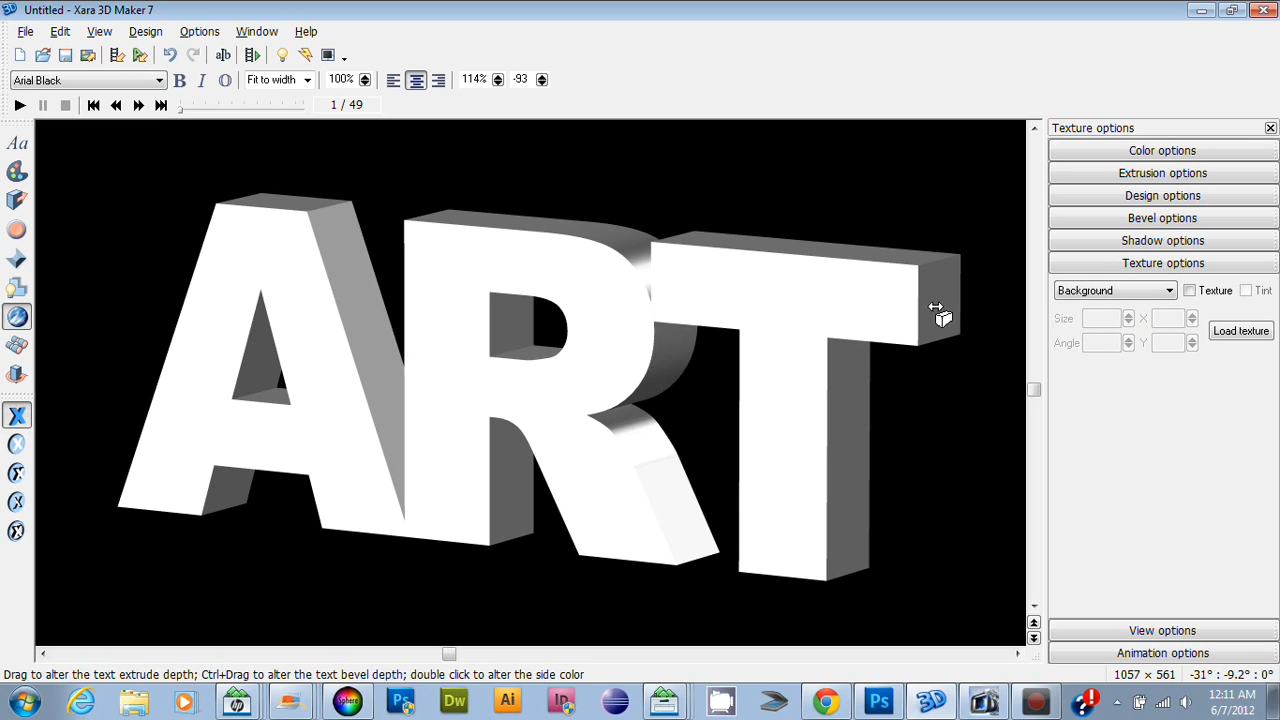 Untitled - Xara 3D Maker 7
File Edit View Design Options Window Help
Arial Black B I O Fit to width 100% 114% -93
1 / 49
Texture options
Color options
Extrusion options
Design options
Bevel options
Shadow options
Texture options
Background Texture Tint
Size X
Angle Y
Load texture
ART
View options
Animation options
Drag to alter the text extrude depth; Ctrl+Drag to alter the text bevel depth; double click to alter the side color 1057 × 561 -31° : -9.2° : 0°
12:11 AM
6/7/2012